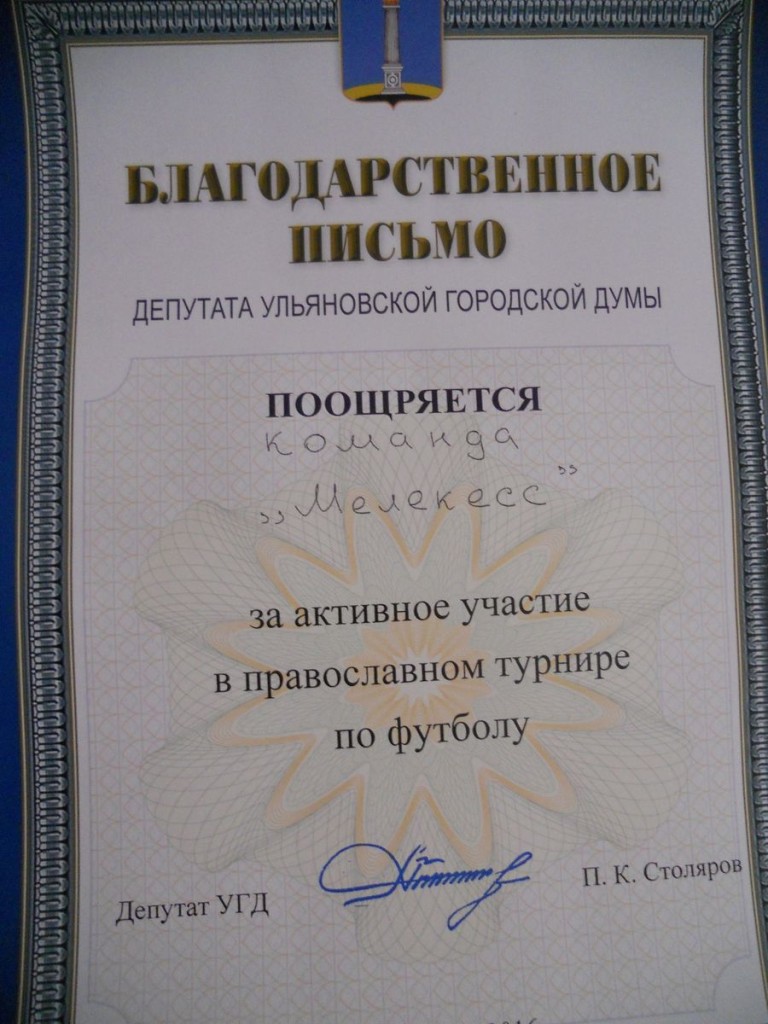 БЛАГОДАРСТВЕННОЕ
ПИСЬМО
ДЕПУТАТА УЛЬЯНОВСКОЙ ГОРОДСКОЙ ДУМЫ
ПООЩРЯЕТСЯ
команда
„Мелекесс”
за активное участие
в православном турнире
по футболу
Депутат УГД
П. К. Столяров